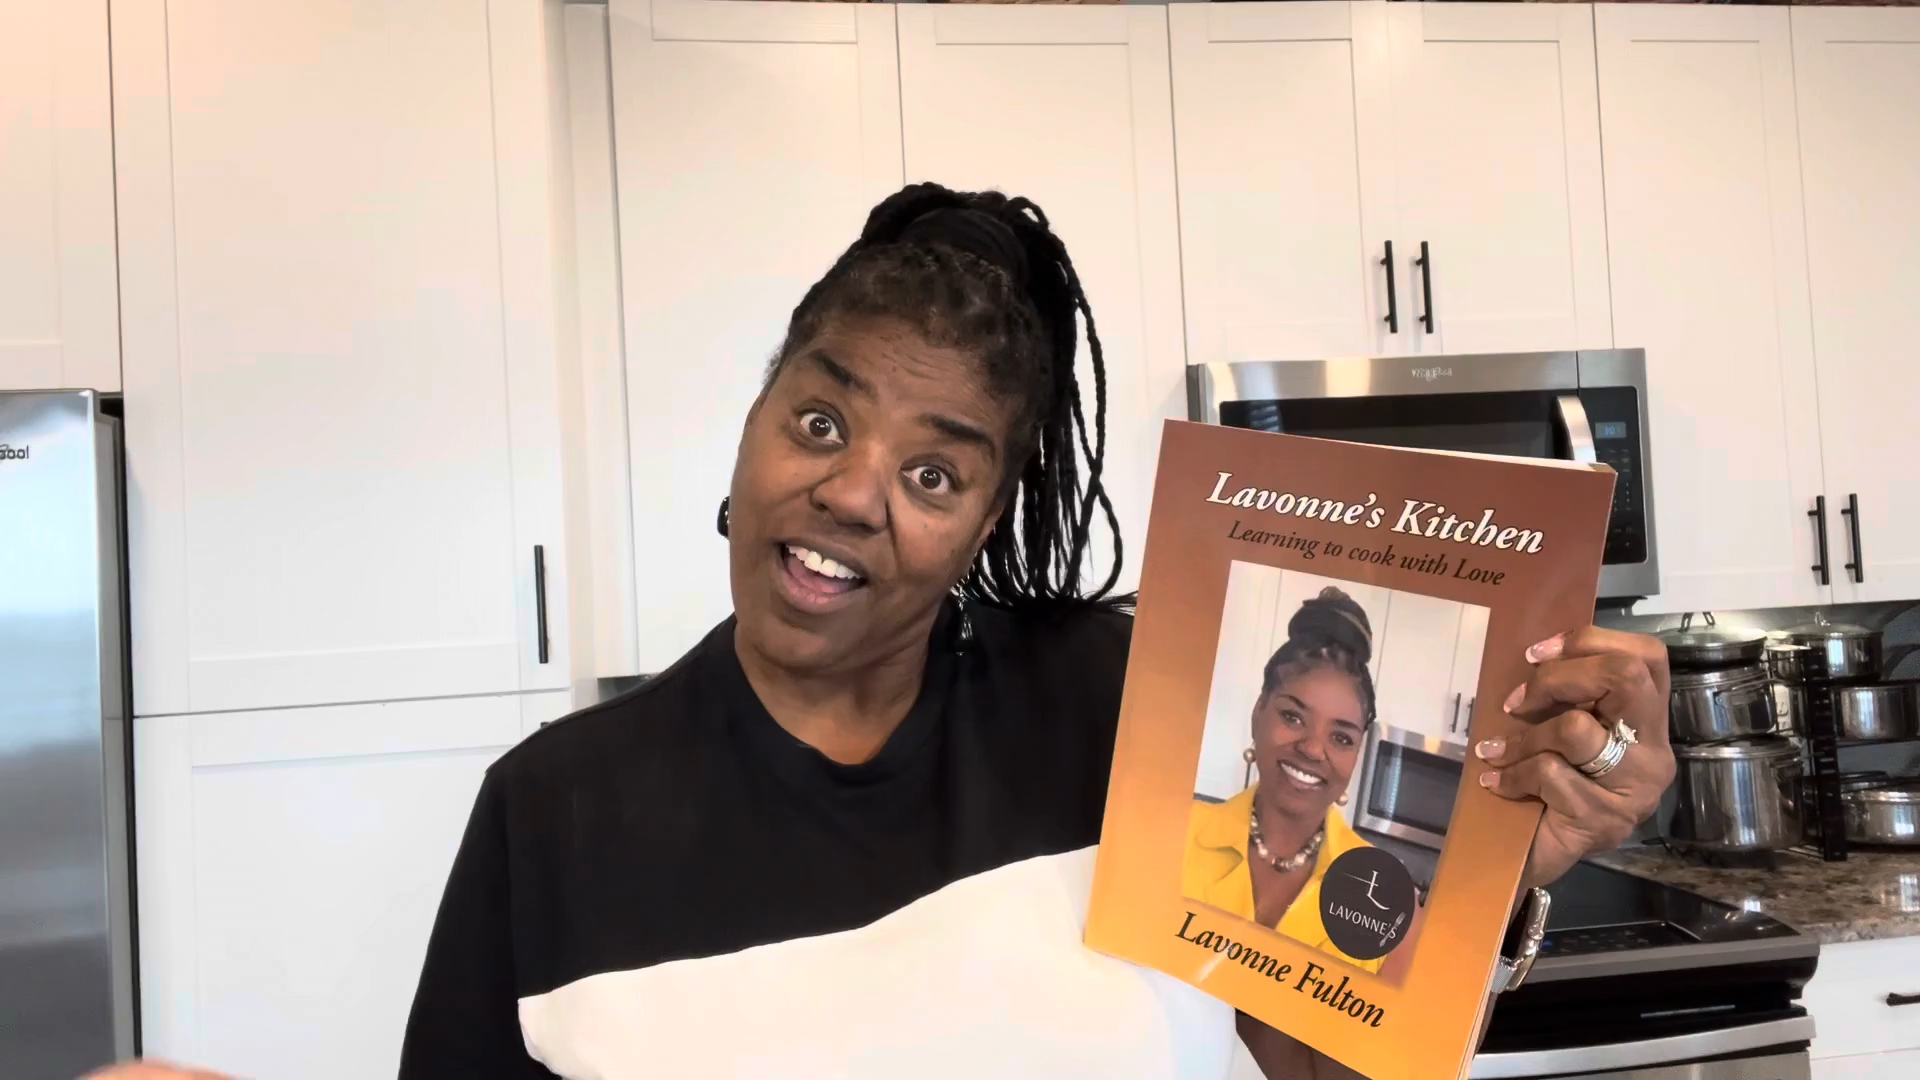 Lavonne's Kitchen
Learning to cook with Love
L
LAVONNE'S
Lavonne Fulton